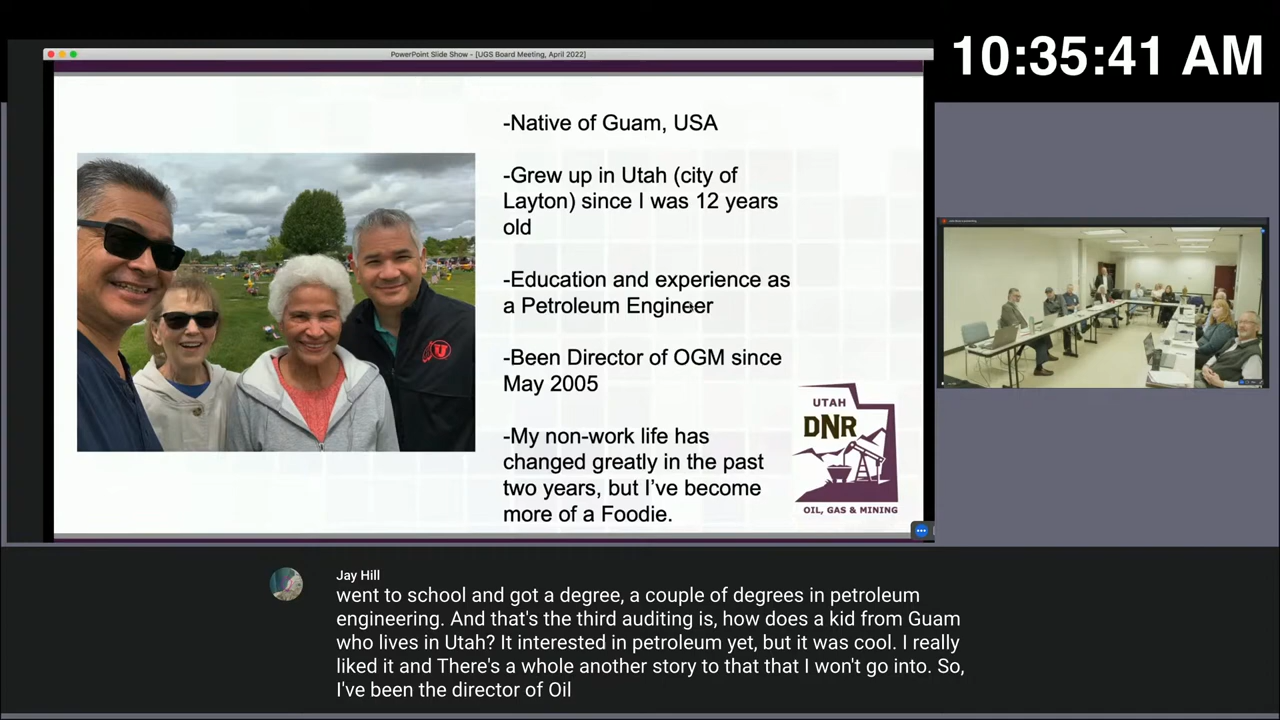 PowerPoint Slide Show - [UGS Board Meeting, April 2022]
10:35:41 AM
-Native of Guam, USA
-Grew up in Utah (city of
Layton) since I was 12 years
old
-Education and experience as
a Petroleum Engineer
-Been Director of OGM since
May 2005
-My non-work life has
changed greatly in the past
two years, but I've become
more of a Foodie.
U
UTAH
DNR
OIL, GAS & MINING
Jay Hill
went to school and got a degree, a couple of degrees in petroleum
engineering. And that's the third auditing is, how does a kid from Guam
who lives in Utah? It interested in petroleum yet, but it was cool. I really
liked it and There's a whole another story to that that I won't go into. So,
I've been the director of Oil